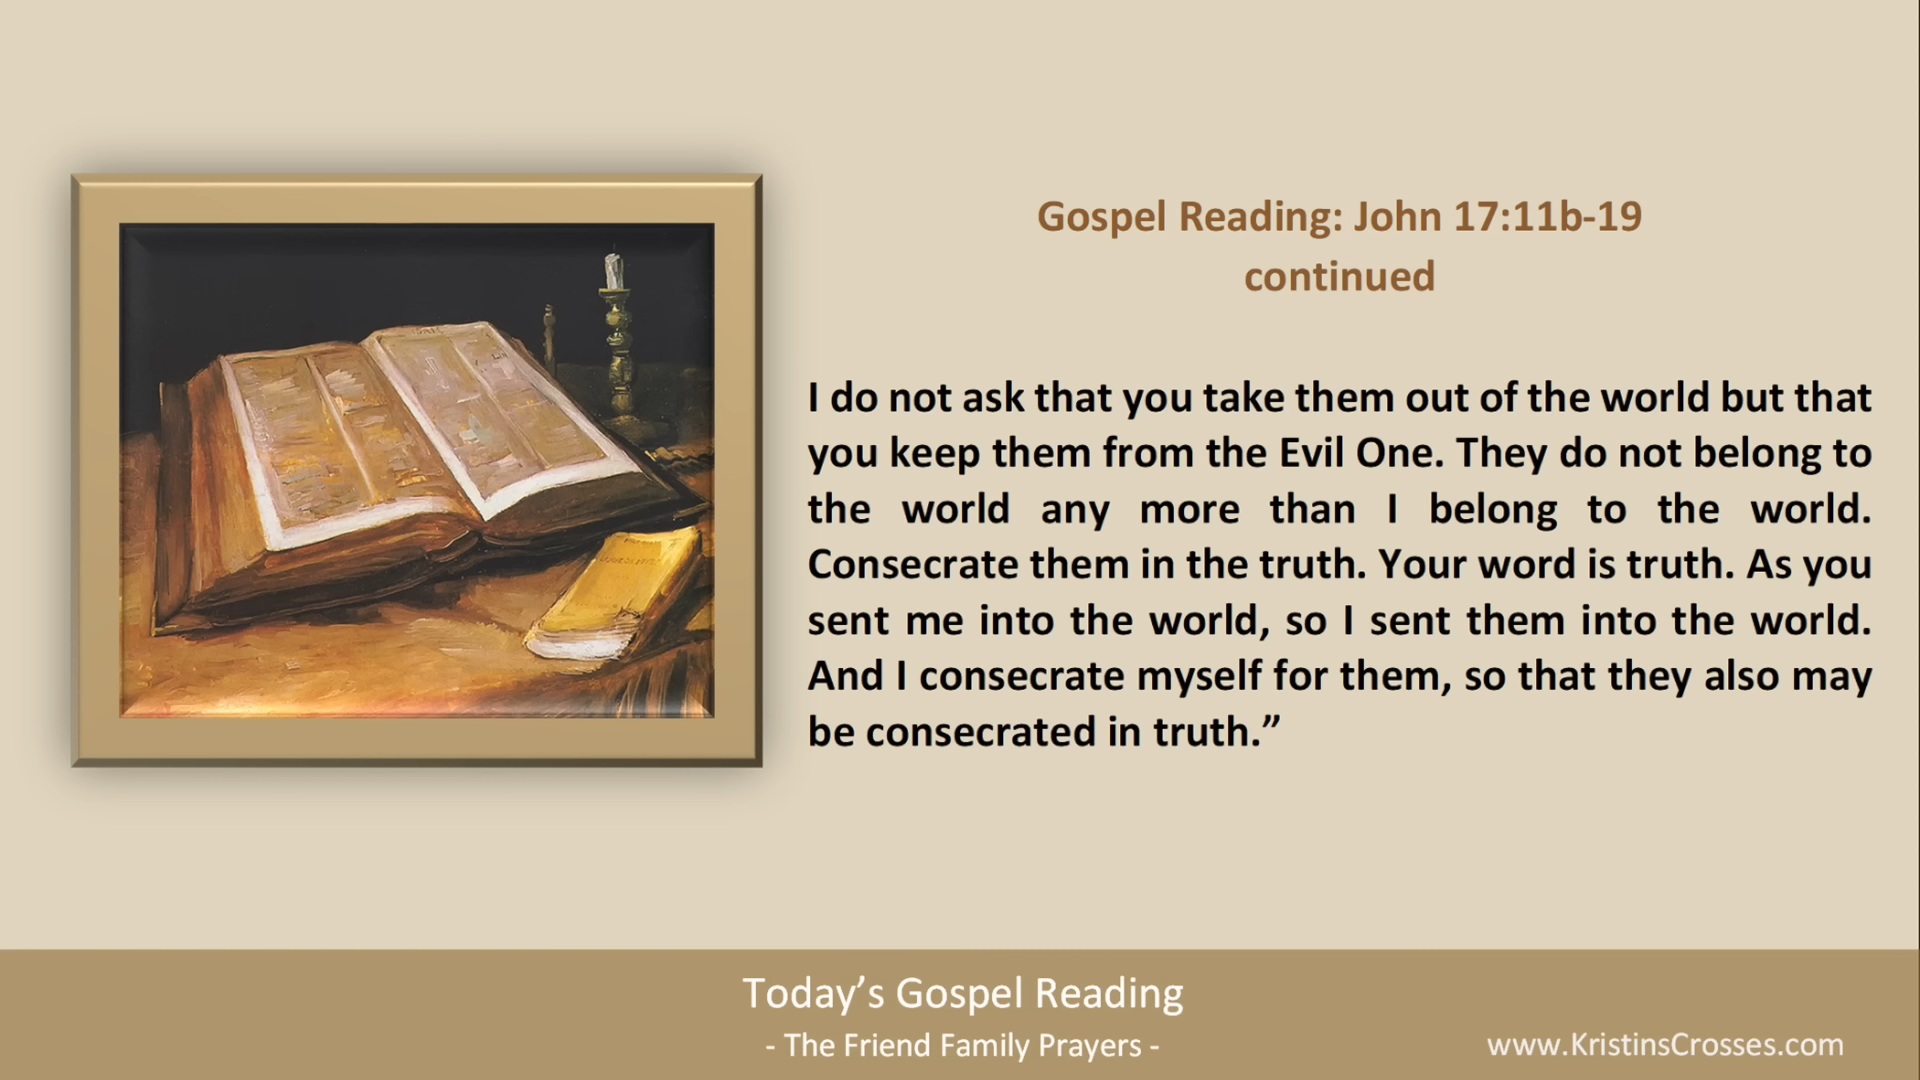 Gospel Reading: John 17:11b-19
continued
I do not ask that you take them out of the world but that
you keep them from the Evil One. They do not belong to
the world any more than I belong to the world.
Consecrate them in the truth. Your word is truth. As you
sent me into the world, so I sent them into the world.
And I consecrate myself for them, so that they also may
be consecrated in truth.”
Today’s Gospel Reading
- The Friend Family Prayers -
www.KristinsCrosses.com